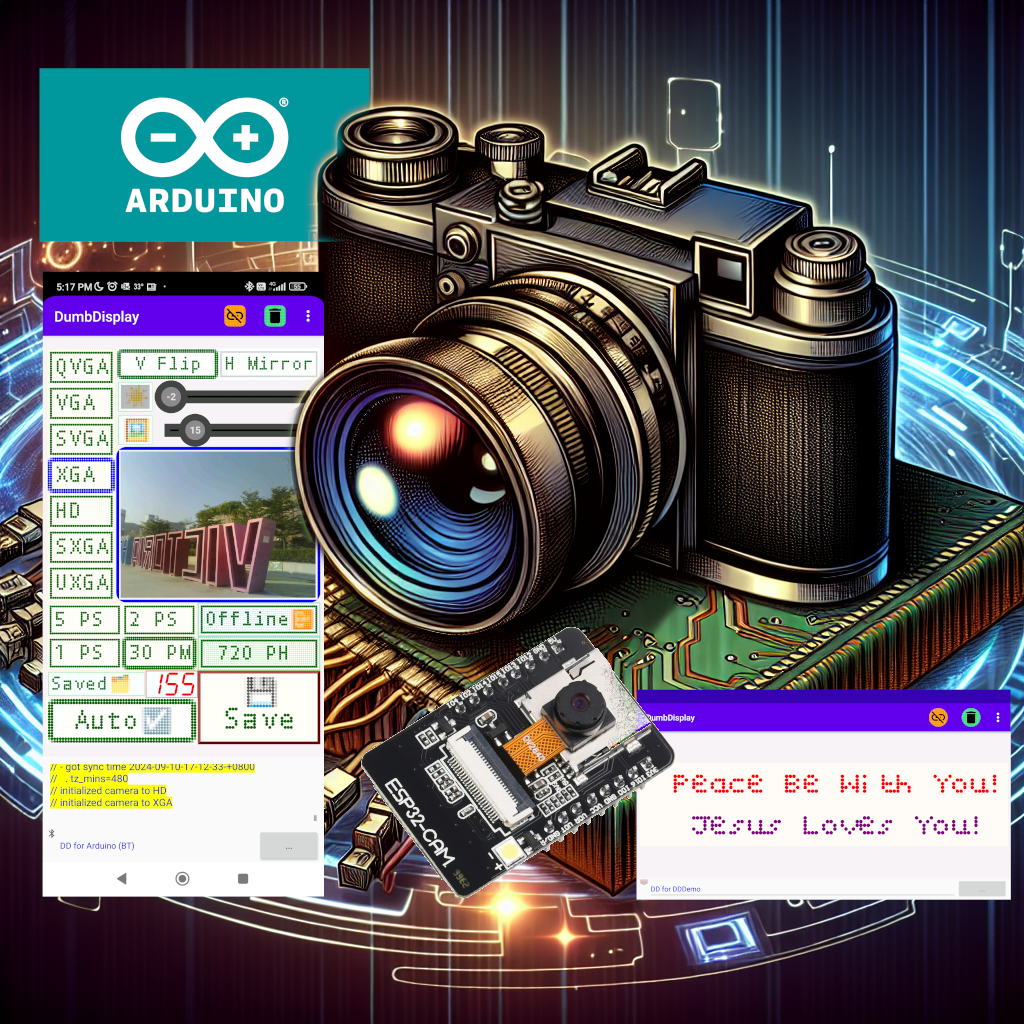 ARDUINO
5:17 PM
33°
4G
55
DumbDisplay
QVGA
V Flip
H Mirror
VGA
-2
SVGA
15
XGA
HD
SXGA
UXGA
5 PS
2 PS
Offline
1 PS
30 PM
720 PH
Saved
155
Auto
Save
// - got sync time 2024-09-10-17-12-33-+0800
//   . tz_mins=480
// initialized camera to HD
// initialized camera to XGA
DD for Arduino (BT)
...
ESP32-CAM
DumbDisplay
Peace Be With You!
Jesus Loves You!
DD for DDDemo
...